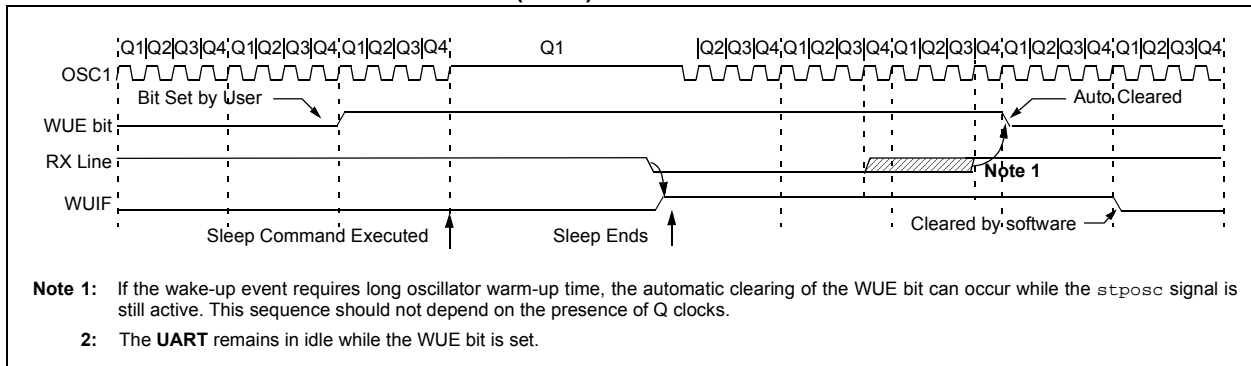 Q1|Q2|Q3|Q4 Q1|Q2|Q3|Q4 Q1|Q2|Q3|Q4 Q1 |Q2|Q3|Q4 Q1|Q2|Q3|Q4 Q1|Q2|Q3|Q4 Q1|Q2|Q3|Q4 Q1|Q2|Q3|Q4
OSC1
Bit Set by User Auto Cleared
WUE bit
RX Line
Note 1
WUIF
Sleep Command Executed Sleep Ends Cleared by software
Note 1: If the wake-up event requires long oscillator warm-up time, the automatic clearing of the WUE bit can occur while the stposc signal is
still active. This sequence should not depend on the presence of Q clocks.
2: The UART remains in idle while the WUE bit is set.